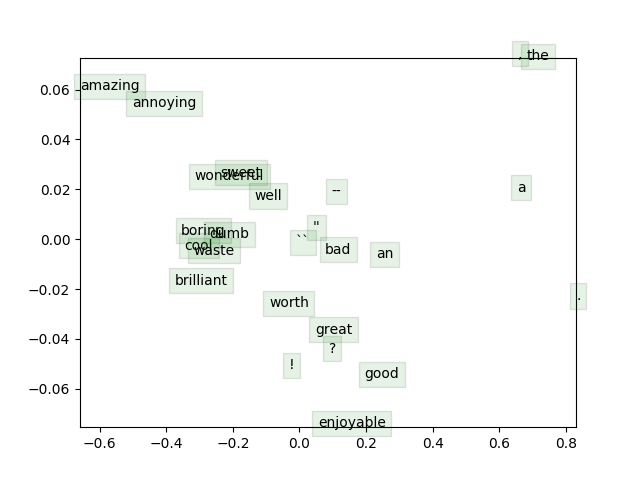 , the
amazing
annoying
0.06
0.04
wonderful sweet
0.02
well
--
a
boring
dumb
cool
waste
0.00
``
"
bad
an
brilliant
−0.02
worth
.
great
?
−0.04
!
good
−0.06
enjoyable
−0.6 −0.4 −0.2 0.0 0.2 0.4 0.6 0.8